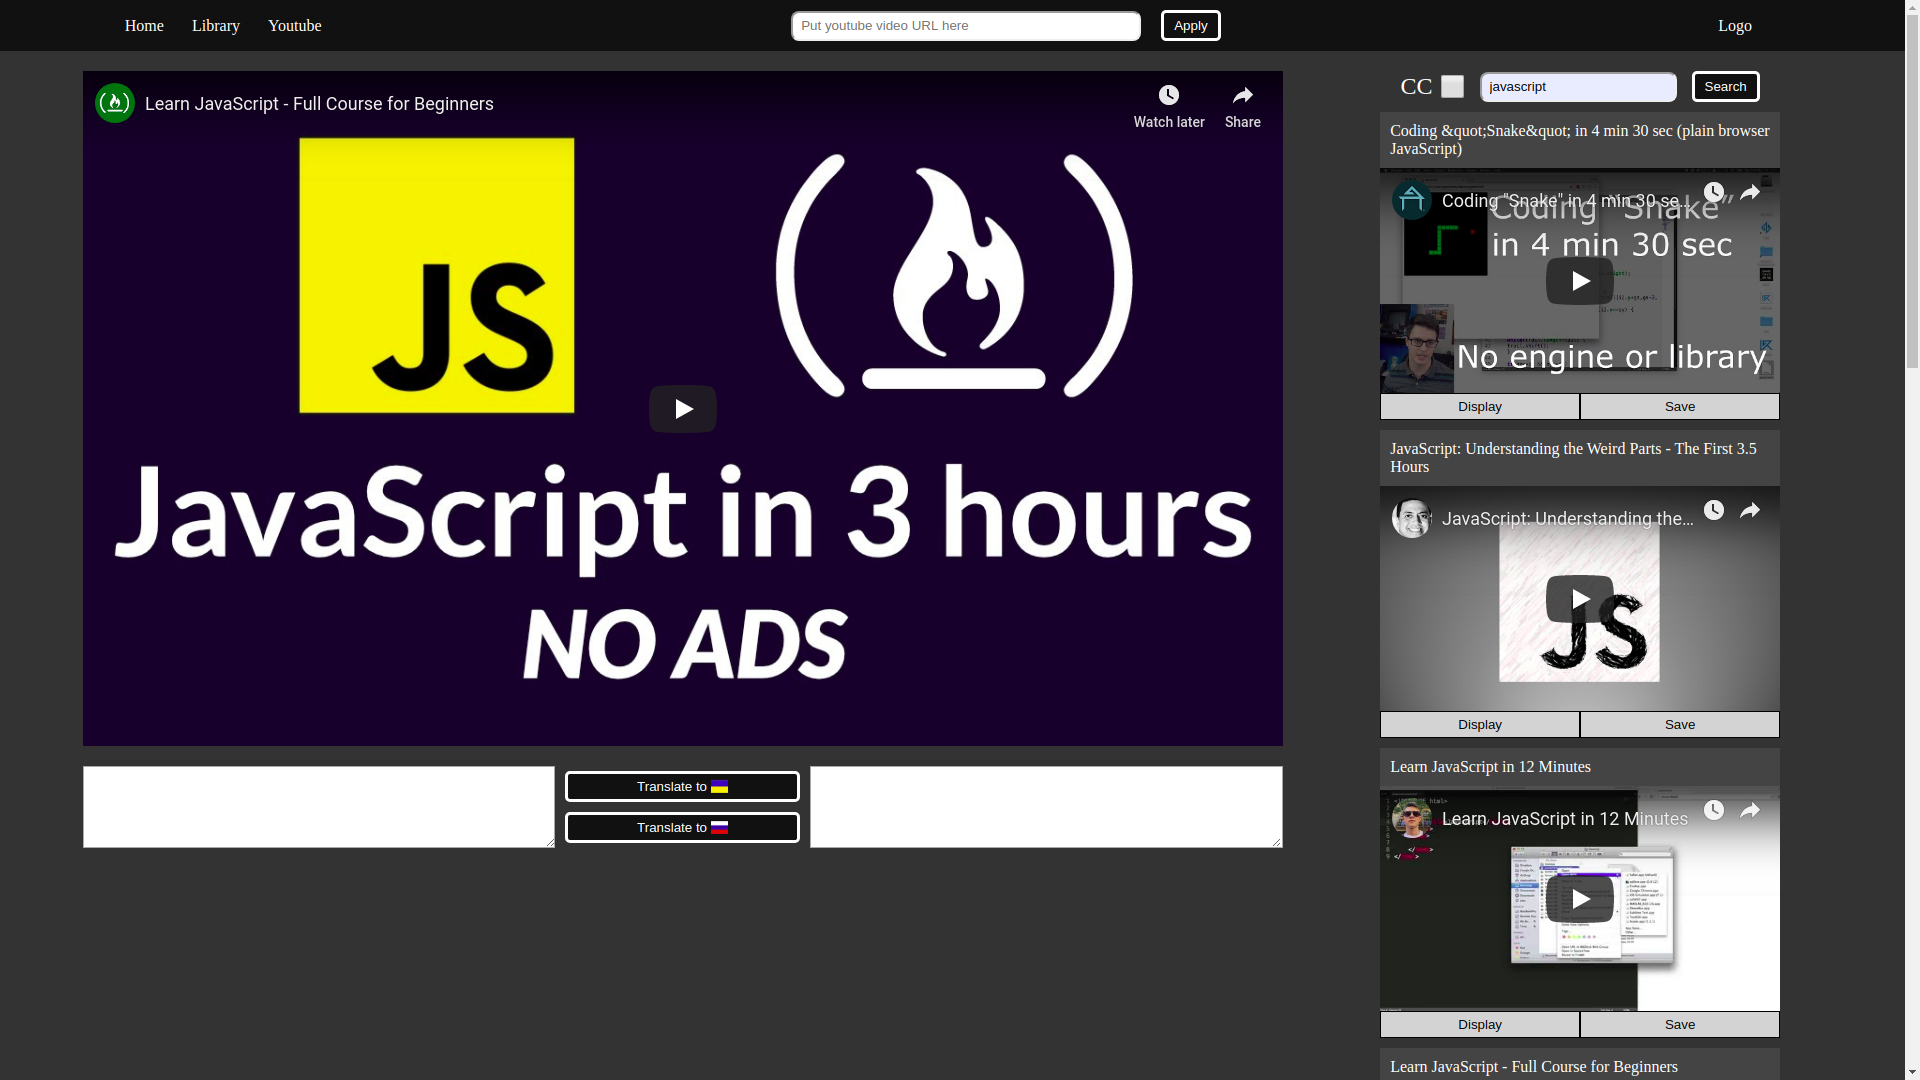 Home Library Youtube
Put youtube video URL here
Apply
Logo
Learn JavaScript - Full Course for Beginners
Watch later
Share
JS
JavaScript in 3 hours
NO ADS
Translate to
Translate to
CC
javascript
Search
Coding &quot;Snake&quot; in 4 min 30 sec (plain browser
JavaScript)
Coding "Snake" in 4 min 30 se...
Coding "Snake"
in 4 min 30 sec
No engine or library
Display
Save
JavaScript: Understanding the Weird Parts - The First 3.5
Hours
JavaScript: Understanding the...
JS
Display
Save
Learn JavaScript in 12 Minutes
Learn JavaScript in 12 Minutes
Display
Save
Learn JavaScript - Full Course for Beginners